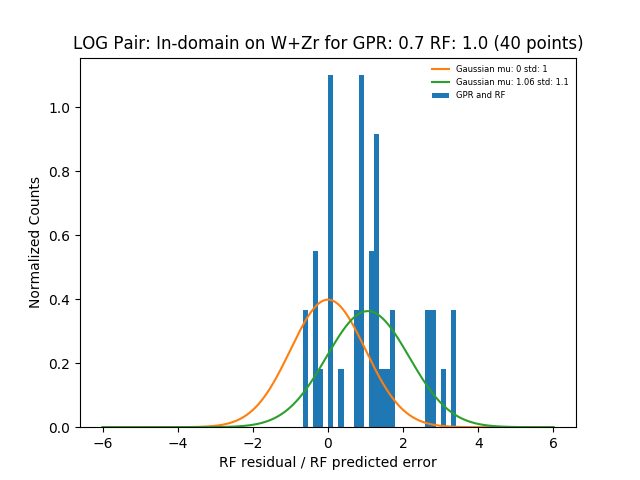 LOG Pair: In-domain on W+Zr for GPR: 0.7 RF: 1.0 (40 points)
Gaussian mu: 0 std: 1
Gaussian mu: 1.06 std: 1.1
GPR and RF
Normalized Counts
1.0
0.8
0.6
0.4
0.2
0.0
−6 −4 −2 0 2 4 6
RF residual / RF predicted error